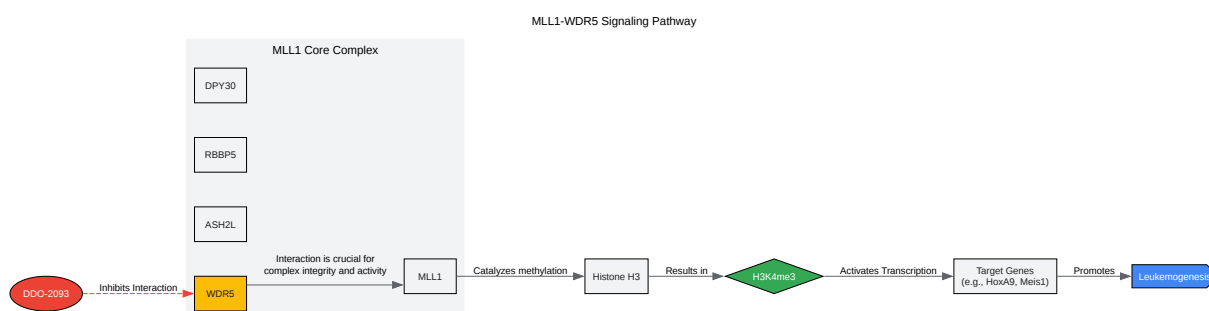 MLL1-WDR5 Signaling Pathway
MLL1 Core Complex
DPY30
RBBP5
ASH2L
DDO-2093
Inhibits Interaction
WDR5
Interaction is crucial for
complex integrity and activity
MLL1
Catalyzes methylation
Histone H3
Results in
H3K4me3
Activates Transcription
Target Genes
(e.g., HoxA9, Meis1)
Promotes
Leukemogenesis